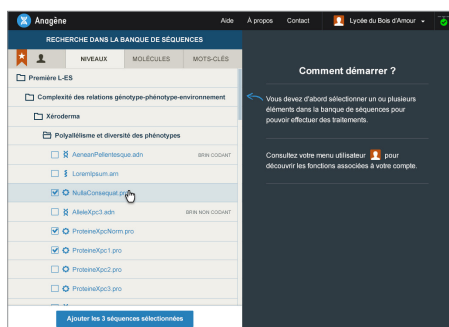 Anagène
Aide À propos Contact Lycée du Bois d'Amour
RECHERCHE DANS LA BANQUE DE SÉQUENCES
NIVEAUX MOLÉCULES MOTS-CLÉS
Première L-ES
Complexité des relations génotype-phénotype-environnement
Xéroderma
Polyallélisme et diversité des phénotypes
AeneanPellentesque.adn BRIN CODANT
LoremIpsum.arn
NullaConsequat.pro
AlleleXpc3.adn BRIN NON CODANT
ProteineXpcNorm.pro
ProteineXpc1.pro
ProteineXpc2.pro
ProteineXpc3.pro
Ajouter les 3 séquences sélectionnées
Comment démarrer ?
Vous devez d'abord sélectionner un ou plusieurs
éléments dans la banque de séquences pour
pouvoir effectuer des traitements.
Consultez votre menu utilisateur pour
découvrir les fonctions associées à votre compte.